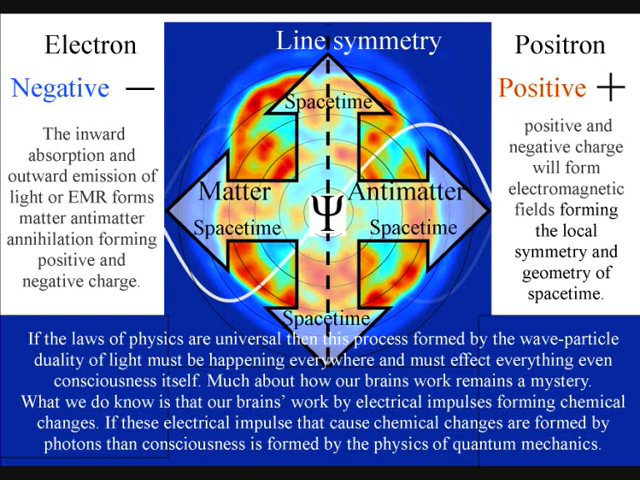 Electron
Negative –
The inward
absorption and
outward emission of
light or EMR forms
matter antimatter
annihilation forming
positive and
negative charge.
Line symmetry
Spacetime
Matter
Antimatter
Ψ
Spacetime
Spacetime
Spacetime
Positron
Positive +
positive and
negative charge
will form
electromagnetic
fields forming
the local
symmetry and
geometry of
spacetime.
If the laws of physics are universal then this process formed by the wave-particle
duality of light must be happening everywhere and must effect everything even
consciousness itself. Much about how our brains work remains a mystery.
What we do know is that our brains’ work by electrical impulses forming chemical
changes. If these electrical impulse that cause chemical changes are formed by
photons than consciousness is formed by the physics of quantum mechanics.